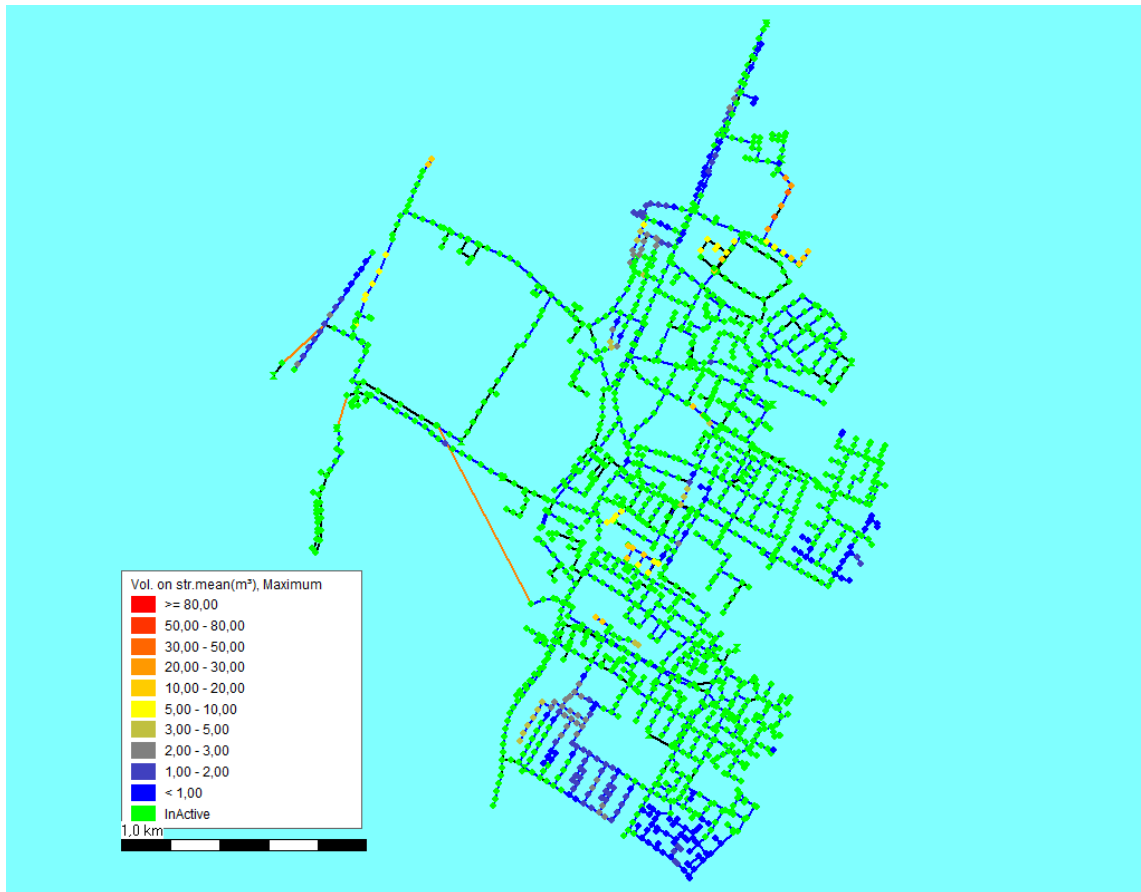 Vol. on str.mean(m³), Maximum
>= 80,00
50,00 - 80,00
30,00 - 50,00
20,00 - 30,00
10,00 - 20,00
5,00 - 10,00
3,00 - 5,00
2,00 - 3,00
1,00 - 2,00
< 1,00
InActive
1,0 km